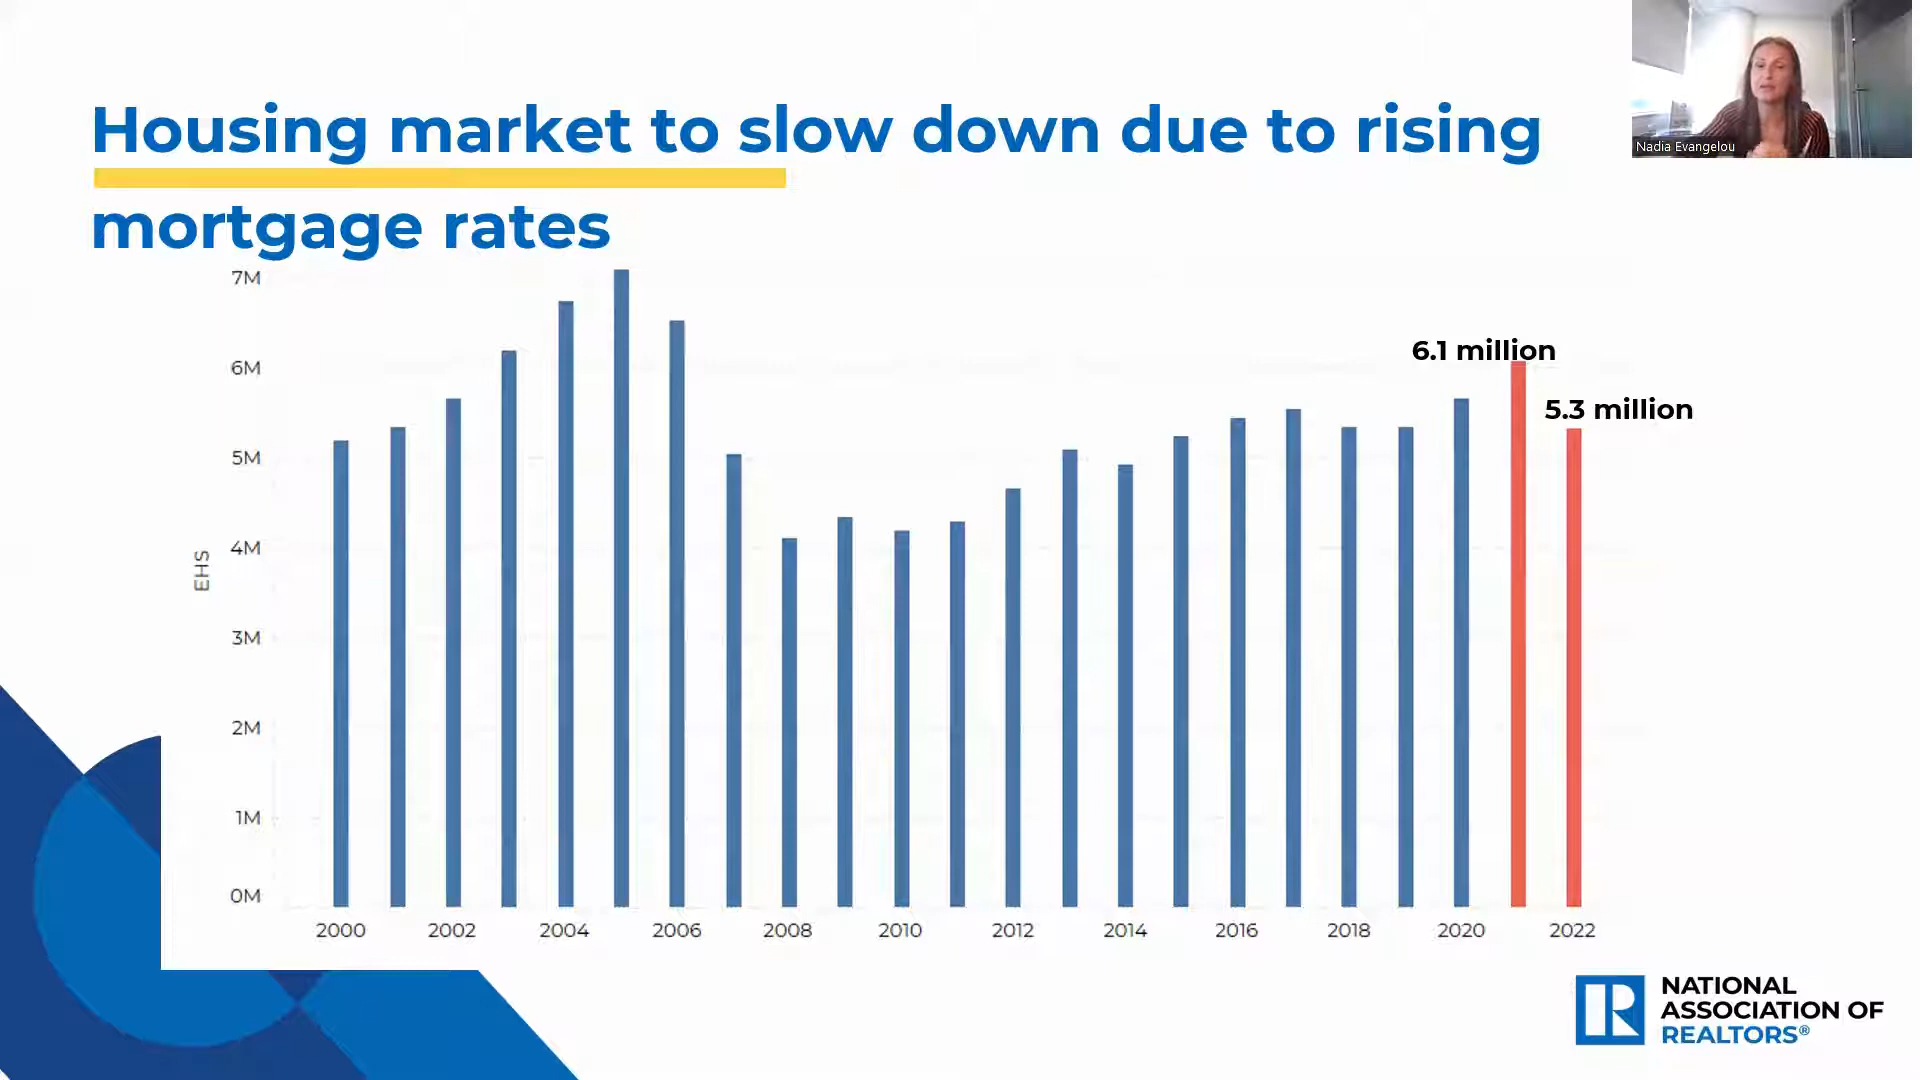 Housing market to slow down due to rising
mortgage rates
Nadia Evangelou
7M
6M
5M
4M
3M
2M
1M
0M
EHS
6.1 million
5.3 million
2000 2002 2004 2006 2008 2010 2012 2014 2016 2018 2020 2022
NATIONAL
ASSOCIATION OF
REALTORS®